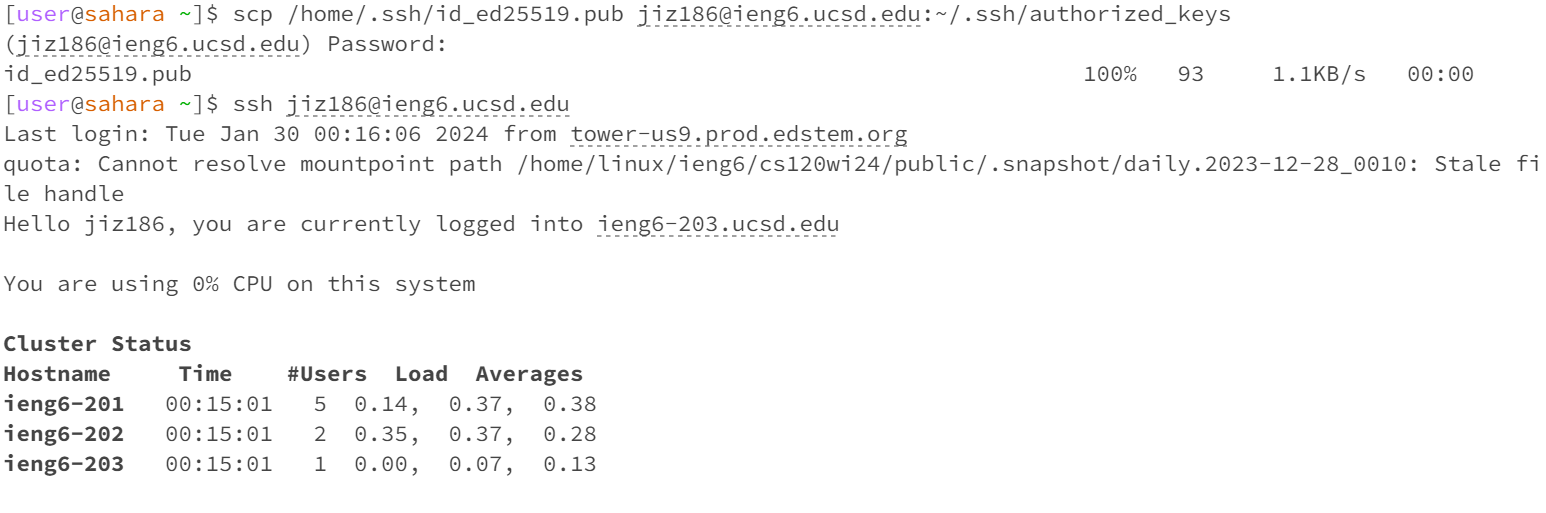 [user@sahara ~]$ scp /home/.ssh/id_ed25519.pub jiz186@ieng6.ucsd.edu:~/.ssh/authorized_keys
(jiz186@ieng6.ucsd.edu) Password:
id_ed25519.pub 100% 93 1.1KB/s 00:00
[user@sahara ~]$ ssh jiz186@ieng6.ucsd.edu
Last login: Tue Jan 30 00:16:06 2024 from tower-us9.prod.edstem.org
quota: Cannot resolve mountpoint path /home/linux/ieng6/cs120wi24/public/.snapshot/daily.2023-12-28_0010: Stale fi
le handle
Hello jiz186, you are currently logged into ieng6-203.ucsd.edu
You are using 0% CPU on this system
Cluster Status
Hostname Time #Users Load Averages
ieng6-201 00:15:01 5 0.14, 0.37, 0.38
ieng6-202 00:15:01 2 0.35, 0.37, 0.28
ieng6-203 00:15:01 1 0.00, 0.07, 0.13